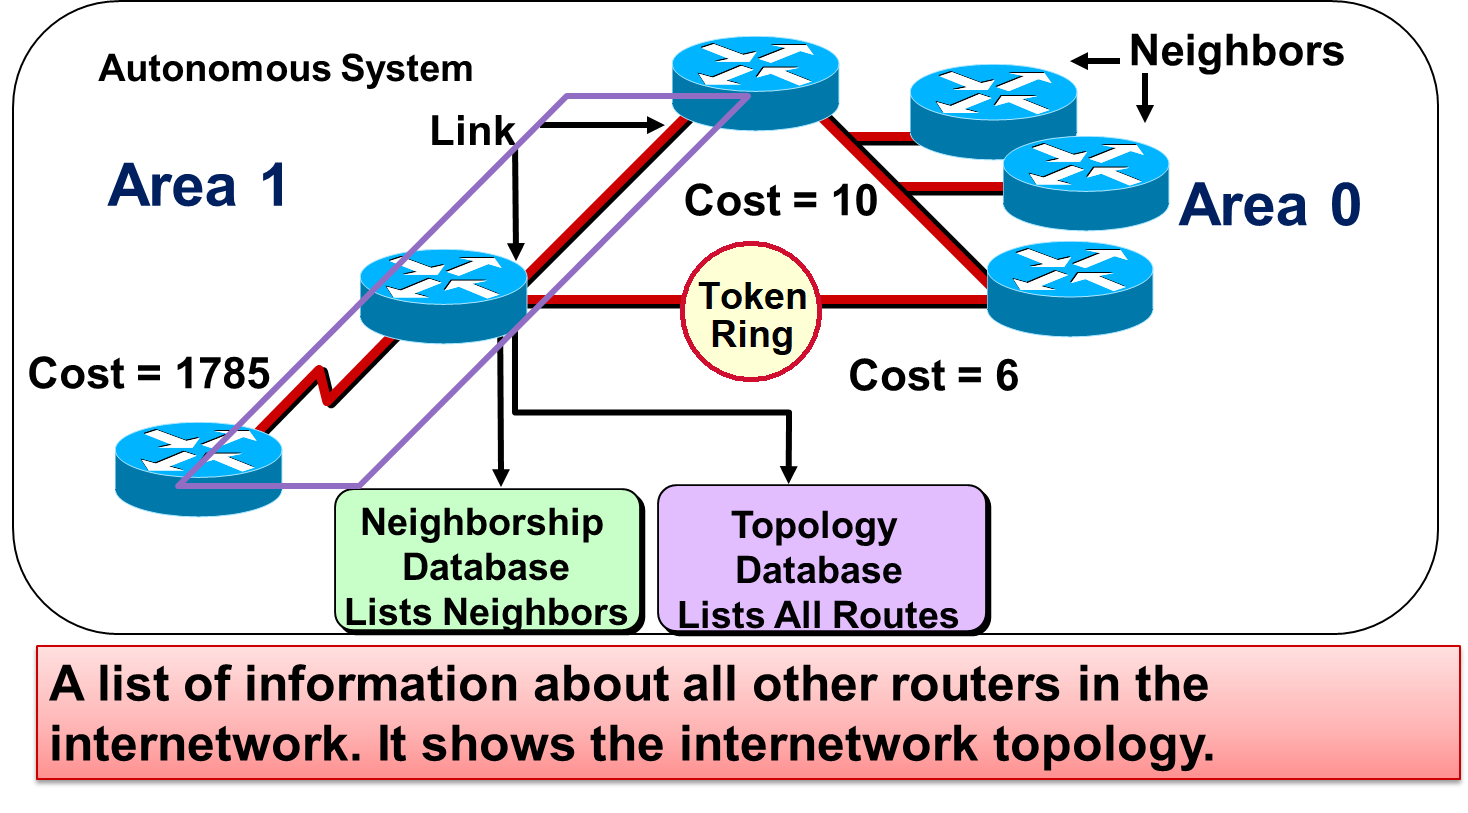 Autonomous System
Neighbors
Link
Area 1
Cost = 10
Area 0
Token
Ring
Cost = 1785
Cost = 6
Neighborship
Database
Lists Neighbors
Topology
Database
Lists All Routes
A list of information about all other routers in the
internetwork. It shows the internetwork topology.